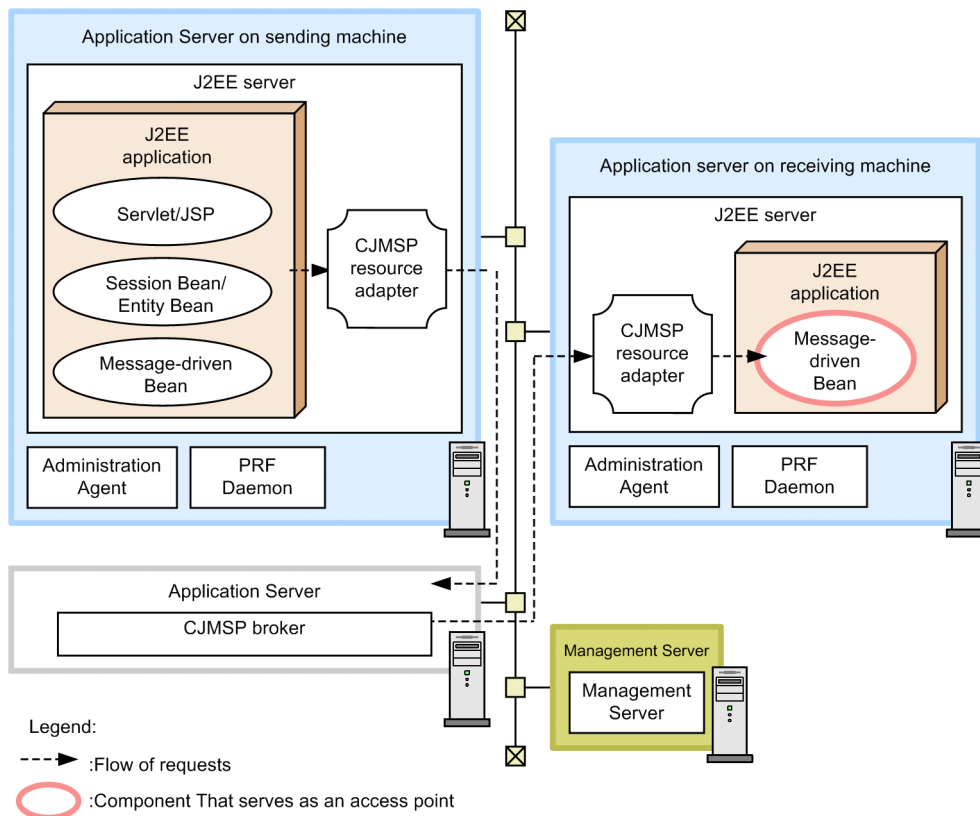 Application Server on sending machine
J2EE server
J2EE
application
Servlet/JSP
Session Bean/
Entity Bean
Message-driven
Bean
CJMSP
resource
adapter
Administration
Agent
PRF
Daemon
Application server on receiving machine
J2EE server
CJMSP
resource
adapter
J2EE
application
Message-
driven
Bean
Administration
Agent
PRF
Daemon
Application Server
CJMSP broker
Management Server
Management
Server
Legend:
:Flow of requests
:Component That serves as an access point